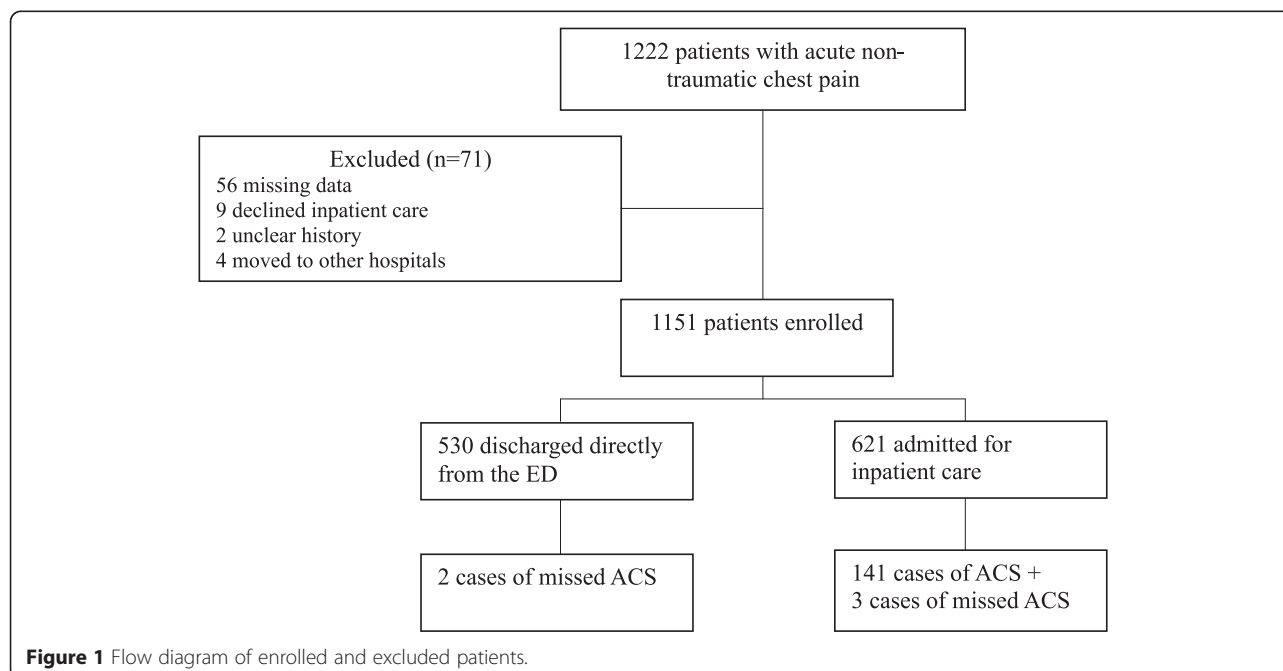 1222 patients with acute non-
traumatic chest pain
Excluded (n=71)
56 missing data
9 declined inpatient care
2 unclear history
4 moved to other hospitals
1151 patients enrolled
530 discharged directly
from the ED
621 admitted for
inpatient care
2 cases of missed ACS
141 cases of ACS +
3 cases of missed ACS
Figure 1 Flow diagram of enrolled and excluded patients.